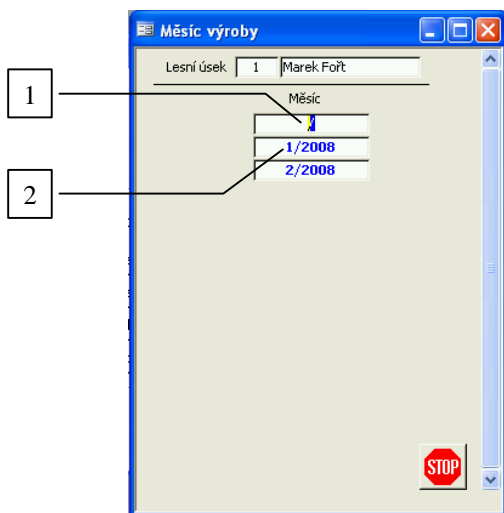 Měsíc výroby
Lesní úsek 1 Marek Fořt
Měsíc
/
1/2008
2/2008
1
2
STOP